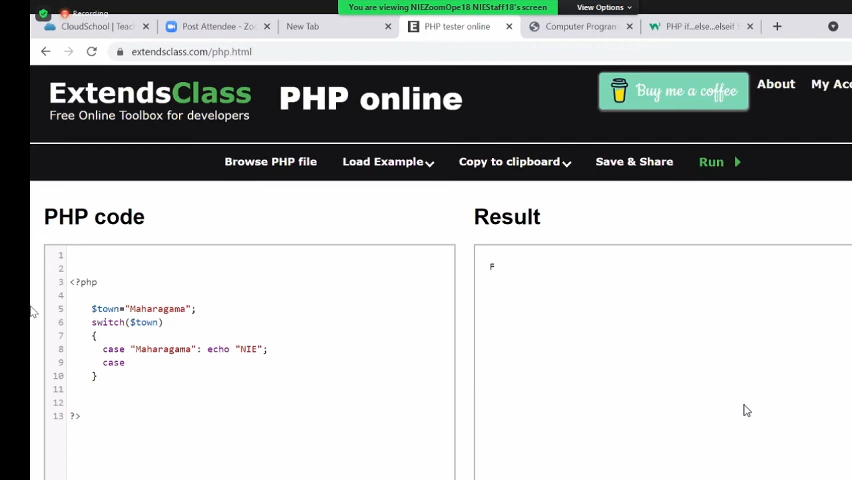 Recording
You are viewing NIEZoomOpe18 NIEStaff18's screen
View Options
CloudSchool | Teac
Post Attendee - Zoo
New Tab
PHP tester online
Computer Program
PHP if...else...elseif
extendsclass.com/php.html
ExtendsClass
Free Online Toolbox for developers
PHP online
Buy me a coffee
About
My Acc
Browse PHP file
Load Example
Copy to clipboard
Save & Share
Run
PHP code
Result
1
2
3 <?php
4
5 $town="Maharagama";
6 switch($town)
7 {
8 case "Maharagama": echo "NIE";
9 case
10 }
11
12
13 ?>
F